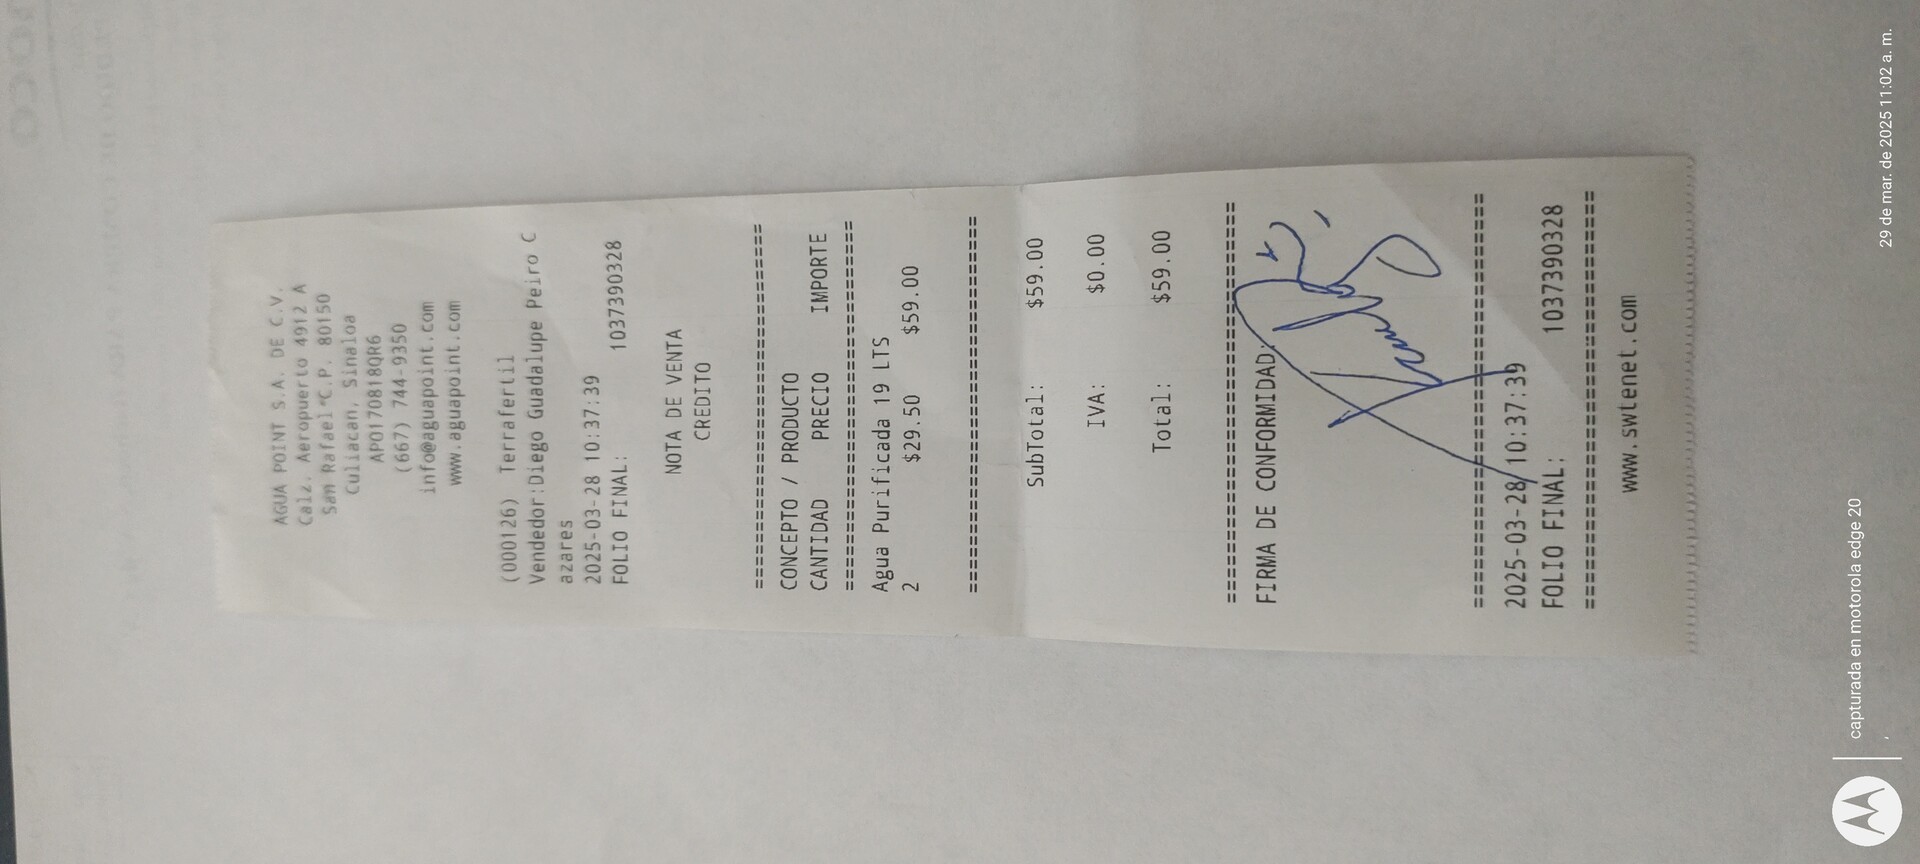 AGUA POINT S.A. DE C.V.
Calz. Aeropuerto 4912 A
San Rafael C.P. 80150
Culiacan, Sinaloa
APO170818QR6
(667) 744-9350
info@aguapoint.com
www.aguapoint.com
(000126) Terrafertil
Vendedor:Diego Guadalupe Peiro C
azares
2025-03-28 10:37:39
FOLIO FINAL: 1037390328
NOTA DE VENTA
CREDITO
================================
CONCEPTO / PRODUCTO
CANTIDAD PRECIO IMPORTE
================================
Agua Purificada 19 LTS
2 $29.50 $59.00
================================
SubTotal: $59.00
IVA: $0.00
Total: $59.00
================================
FIRMA DE CONFORMIDAD:
================================
2025-03-28 10:37:39
FOLIO FINAL: 1037390328
================================
www.swtenet.com
capturada en motorola edge 20
29 de mar. de 2025 11:02 a. m.